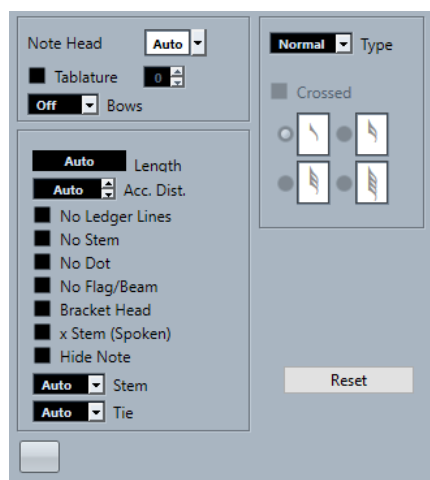 Note Head Auto
Tablature 0
Off Bows
Auto Length
Auto Acc. Dist.
No Ledger Lines
No Stem
No Dot
No Flag/Beam
Bracket Head
x Stem (Spoken)
Hide Note
Auto Stem
Auto Tie
Normal Type
Crossed
Reset